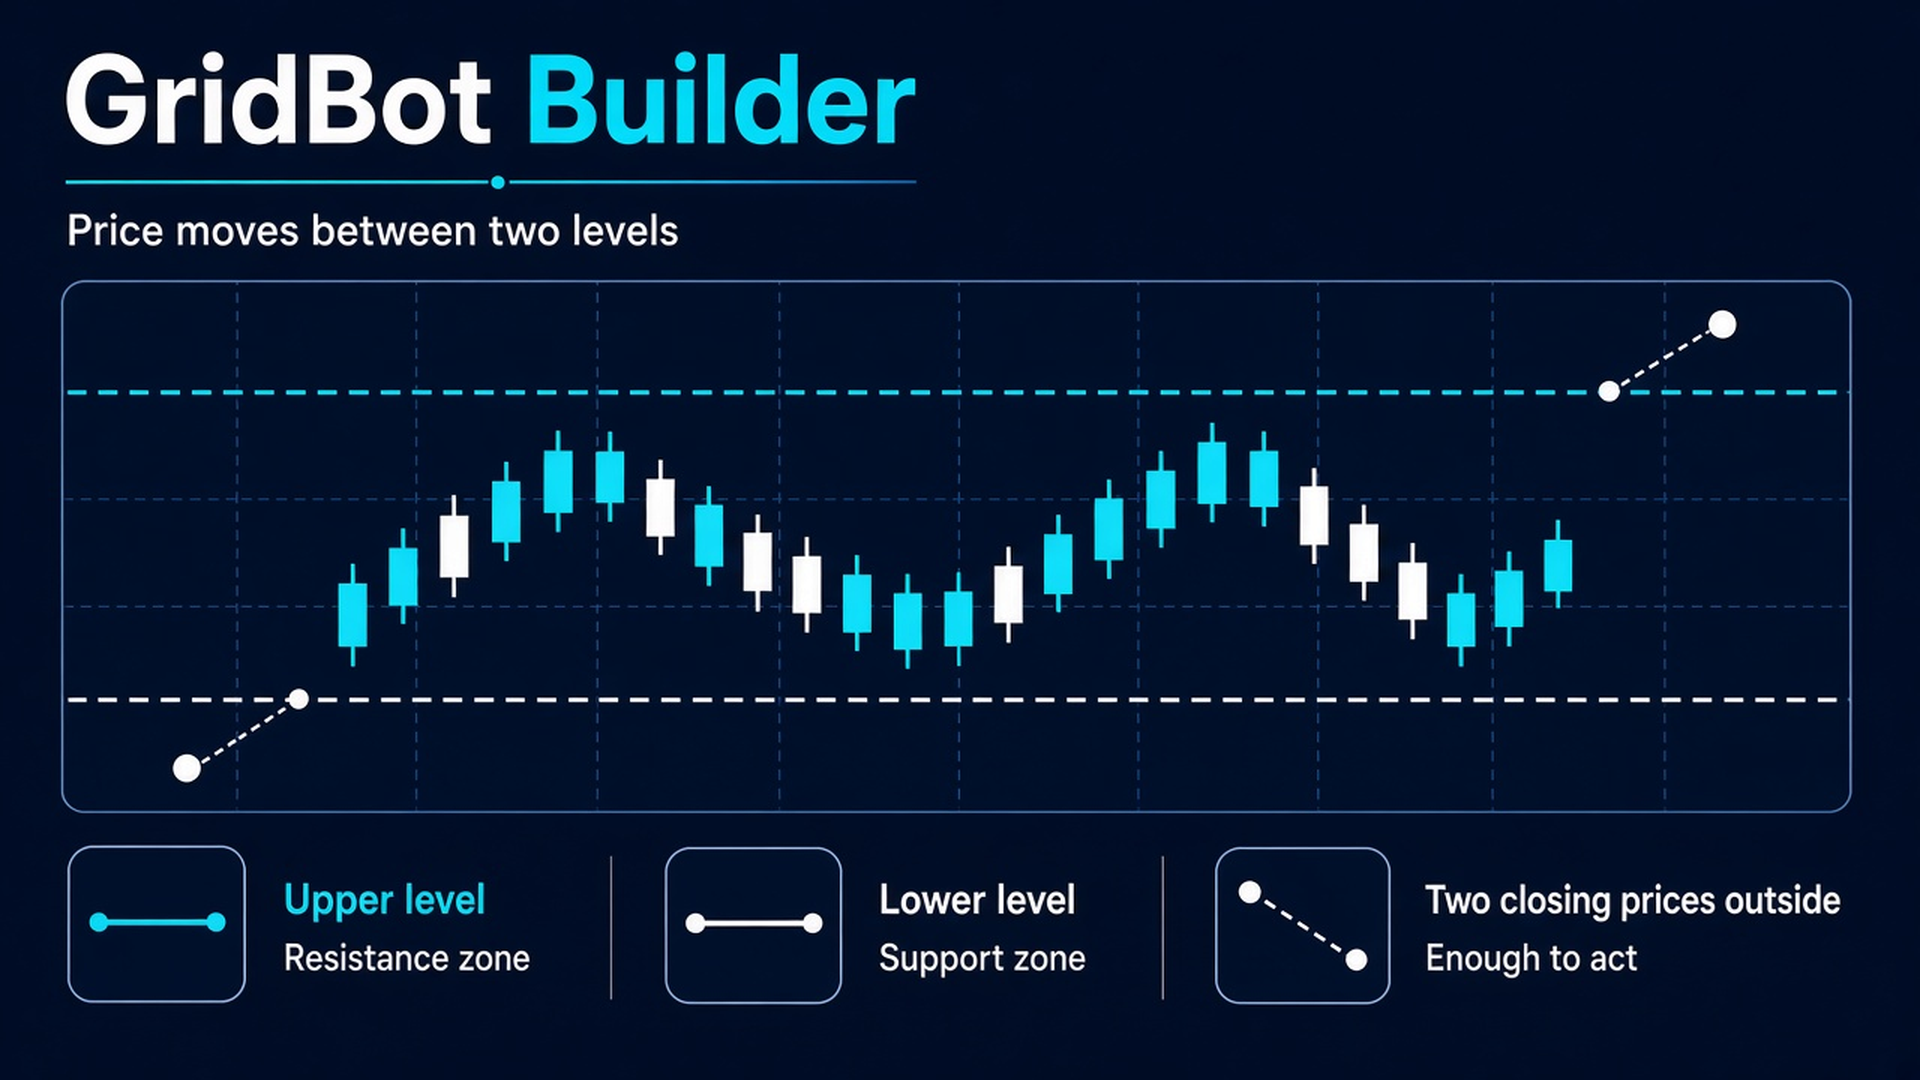 GridBot Builder
Price moves between two levels
Upper level
Resistance zone
Lower level
Support zone
Two closing prices outside
Enough to act